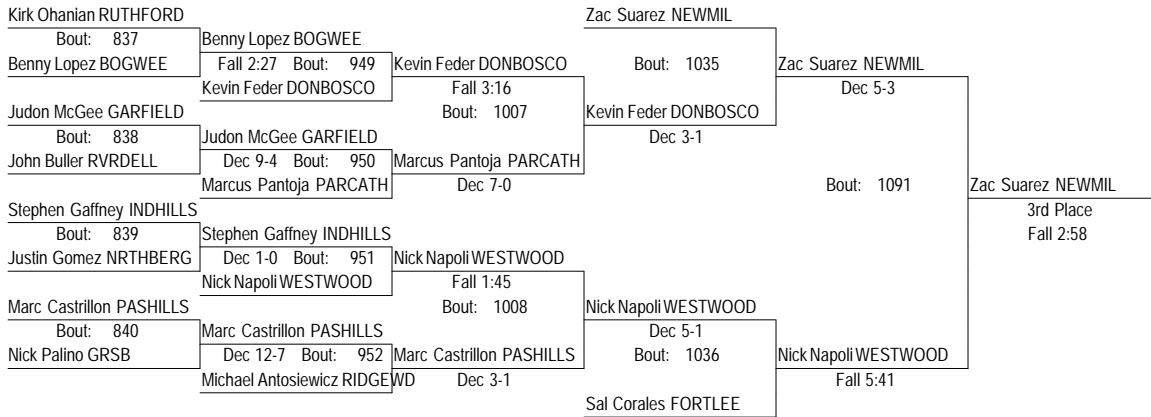 Kirk Ohanian RUTHFORD
Zac Suarez NEWMIL
Bout: 837
Benny Lopez BOGWEE
Benny Lopez BOGWEE
Fall 2:27 Bout: 949
Kevin Feder DONBOSCO
Bout: 1035
Zac Suarez NEWMIL
Kevin Feder DONBOSCO
Fall 3:16
Dec 5-3
Judon McGee GARFIELD
Bout: 1007
Kevin Feder DONBOSCO
Bout: 838
Judon McGee GARFIELD
Dec 3-1
John Buller RVRDELL
Dec 9-4 Bout: 950
Marcus Pantoja PARCATH
Marcus Pantoja PARCATH
Dec 7-0
Bout: 1091
Zac Suarez NEWMIL
Stephen Gaffney INDHILLS
3rd Place
Bout: 839
Stephen Gaffney INDHILLS
Fall 2:58
Justin Gomez NRTHBERG
Dec 1-0 Bout: 951
Nick Napoli WESTWOOD
Nick Napoli WESTWOOD
Fall 1:45
Marc Castrillon PASHILLS
Bout: 1008
Nick Napoli WESTWOOD
Bout: 840
Marc Castrillon PASHILLS
Dec 5-1
Nick Palino GRSB
Dec 12-7 Bout: 952
Marc Castrillon PASHILLS
Bout: 1036
Nick Napoli WESTWOOD
Michael Antosiewicz RIDGEWD
Dec 3-1
Fall 5:41
Sal Corales FORTLEE